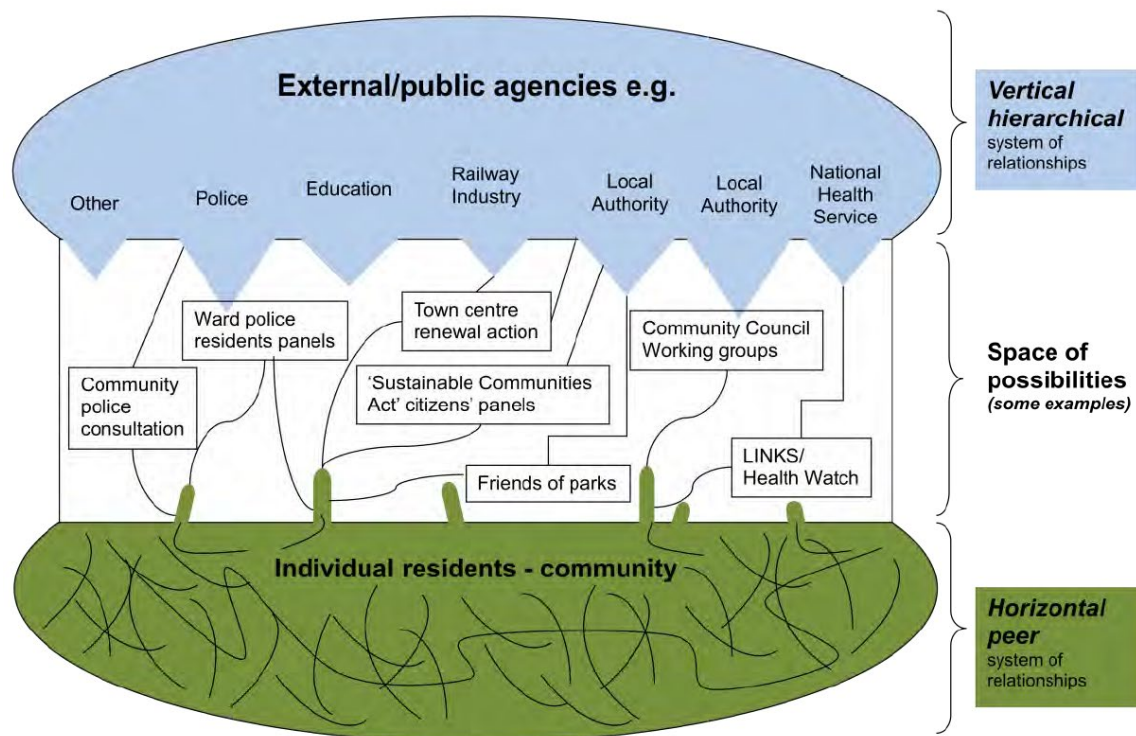 External/public agencies e.g.
Other
Police
Education
Railway
Industry
Local
Authority
Local
Authority
National
Health
Service
Vertical
hierarchical
system of
relationships
Ward police
residents panels
Town centre
renewal action
Community Council
Working groups
Community
police
consultation
‘Sustainable Communities
Act’ citizens’ panels
Friends of parks
LINKS/
Health Watch
Space of
possibilities
(some examples)
Individual residents - community
Horizontal
peer
system of
relationships